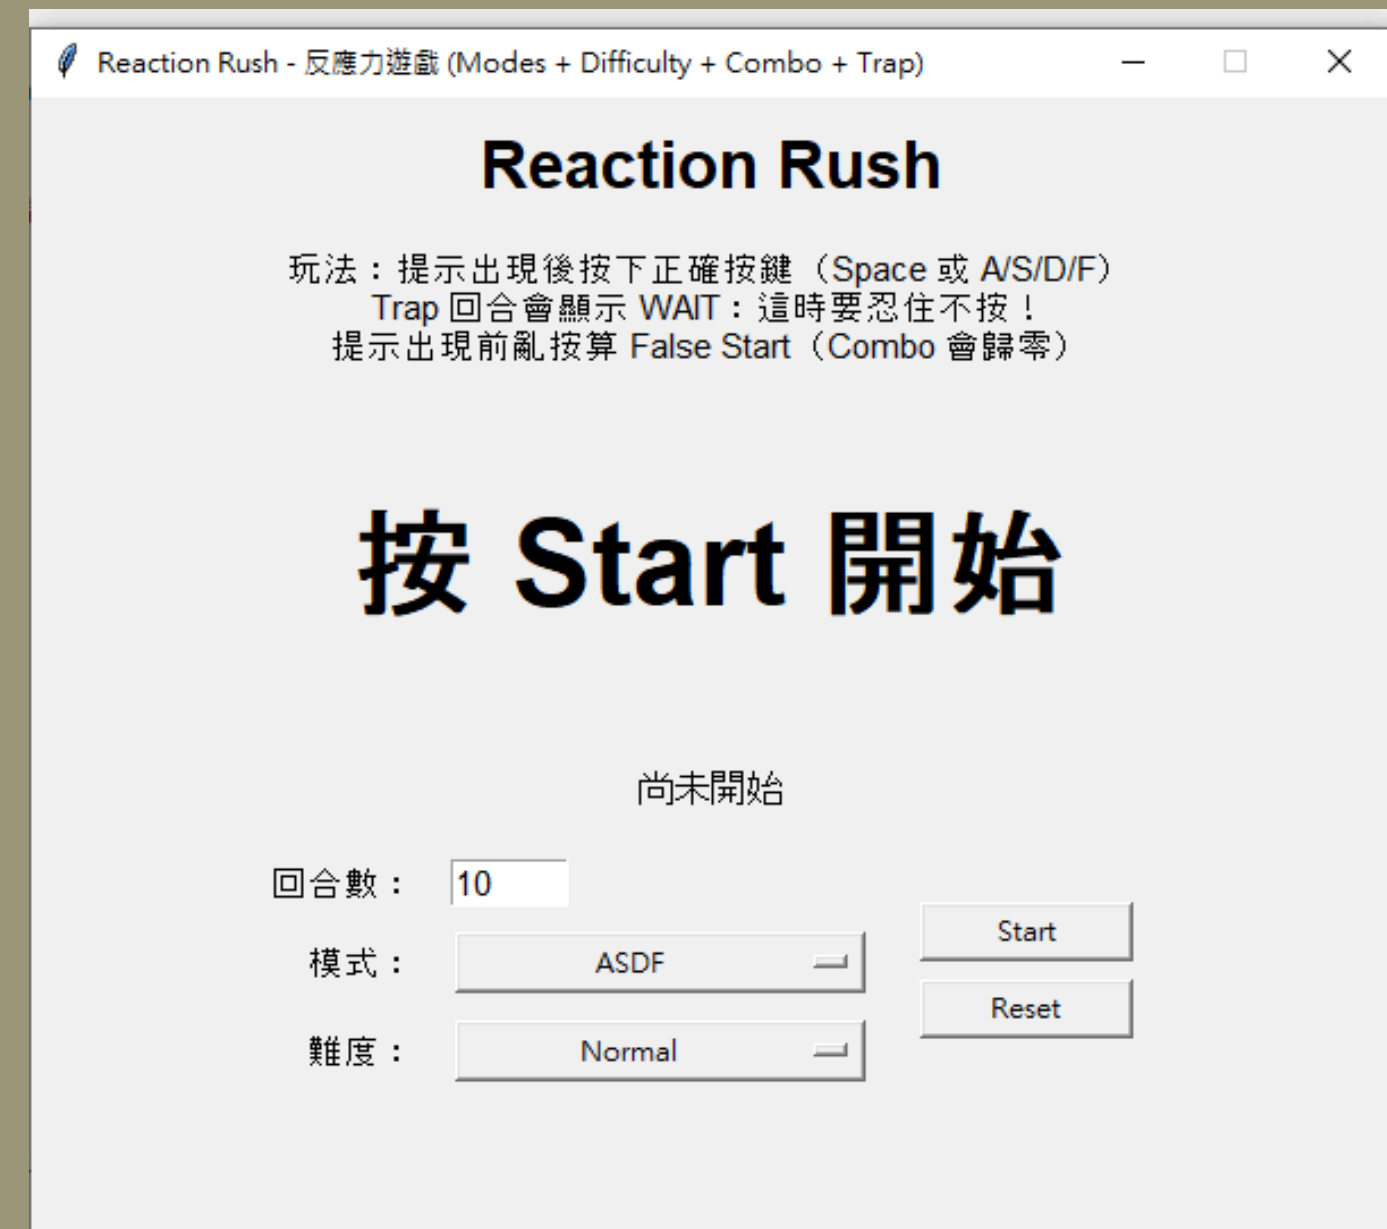 Reaction Rush - 反應力遊戲 (Modes + Difficulty + Combo + Trap)
Reaction Rush
玩法：提示出現後按下正確按鍵（Space 或 A/S/D/F）
Trap 回合會顯示 WAIT：這時要忍住不按！
提示出現前亂按算 False Start（Combo 會歸零）
按 Start 開始
尚未開始
回合數： 10
Start
模式： ASDF
Reset
難度： Normal